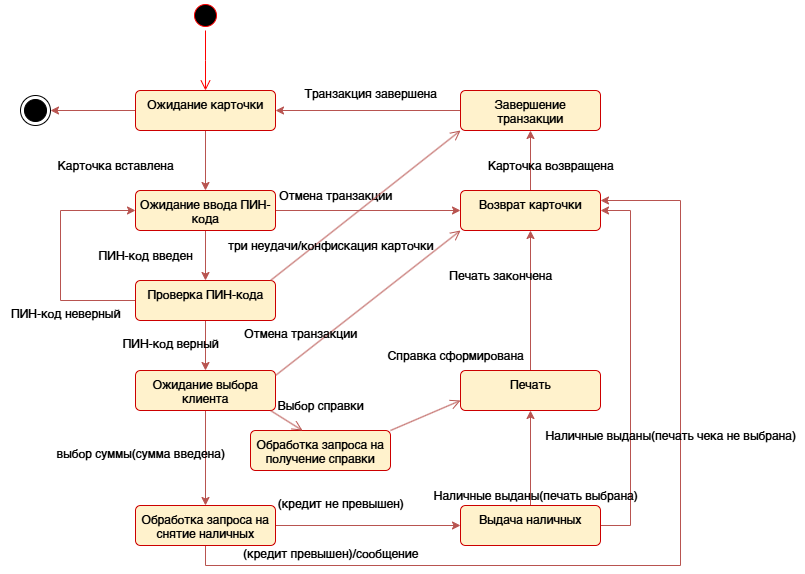 Транзакция завершена
Ожидание карточки
Завершение
транзакции
Карточка вставлена
Карточка возвращена
Ожидание ввода ПИН-
кода
Отмена транзакции
Возврат карточки
три неудачи/конфискация карточки
ПИН-код введен
Печать закончена
Проверка ПИН-кода
ПИН-код неверный
Отмена транзакции
ПИН-код верный
Справка сформирована
Ожидание выбора
клиента
Печать
Выбор справки
Наличные выданы(печать чека не выбрана)
Обработка запроса на
получение справки
выбор суммы(сумма введена)
Наличные выданы(печать выбрана)
(кредит не превышен)
Обработка запроса на
снятие наличных
Выдача наличных
(кредит превышен)/сообщение